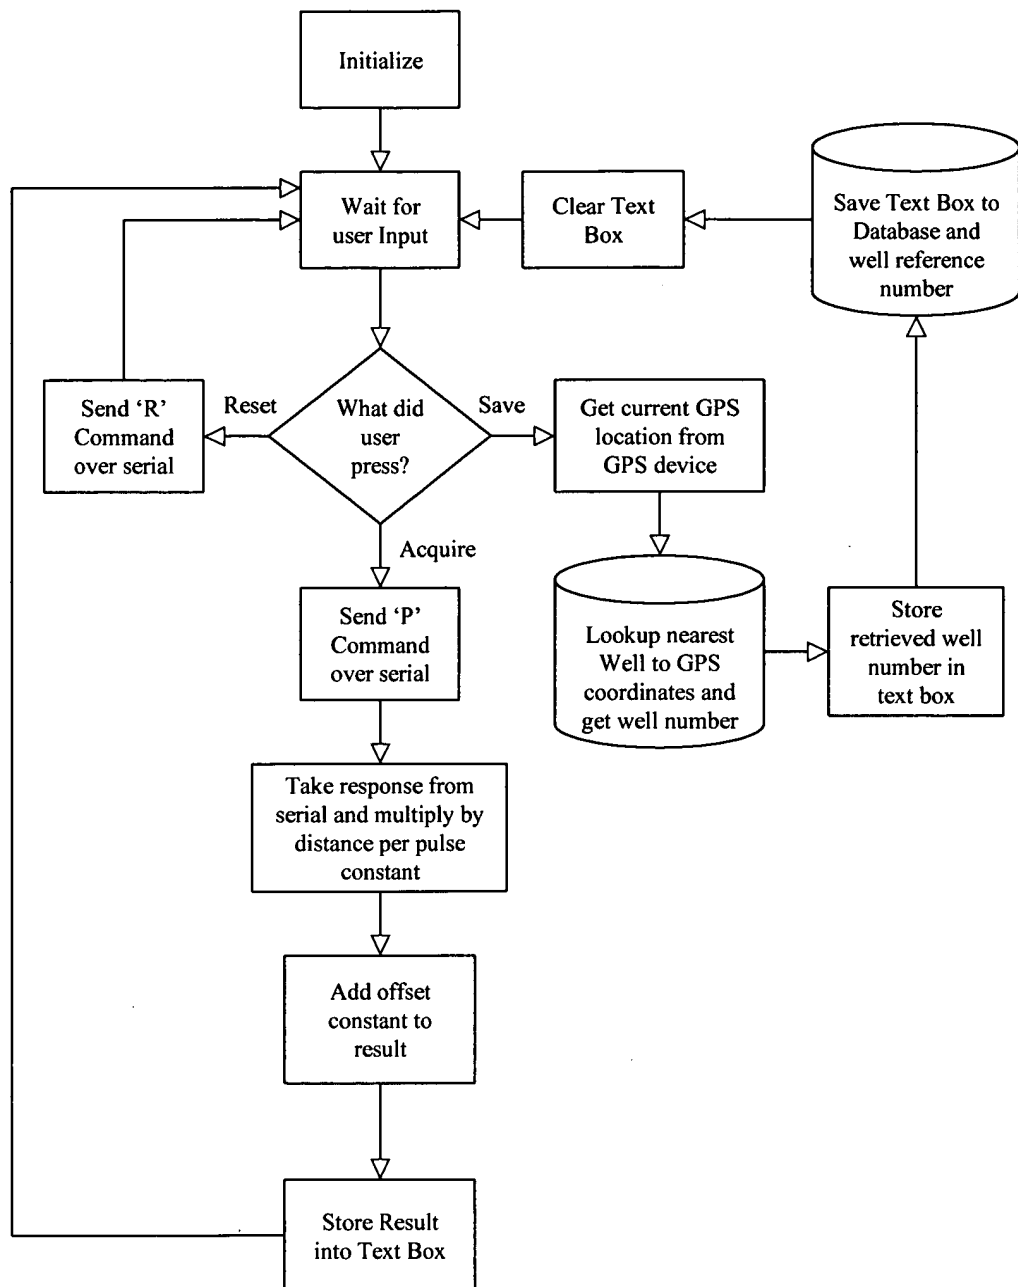 Initialize
Wait for
user Input
Clear Text
Box
Save Text Box to
Database and
well reference
number
Send ‘R’
Command
over serial
Reset
What did
user
press?
Save
Get current GPS
location from
GPS device
Acquire
Send ‘P’
Command
over serial
Lookup nearest
Well to GPS
coordinates and
get well number
Store
retrieved well
number in
text box
Take response from
serial and multiply by
distance per pulse
constant
Add offset
constant to
result
Store Result
into Text Box